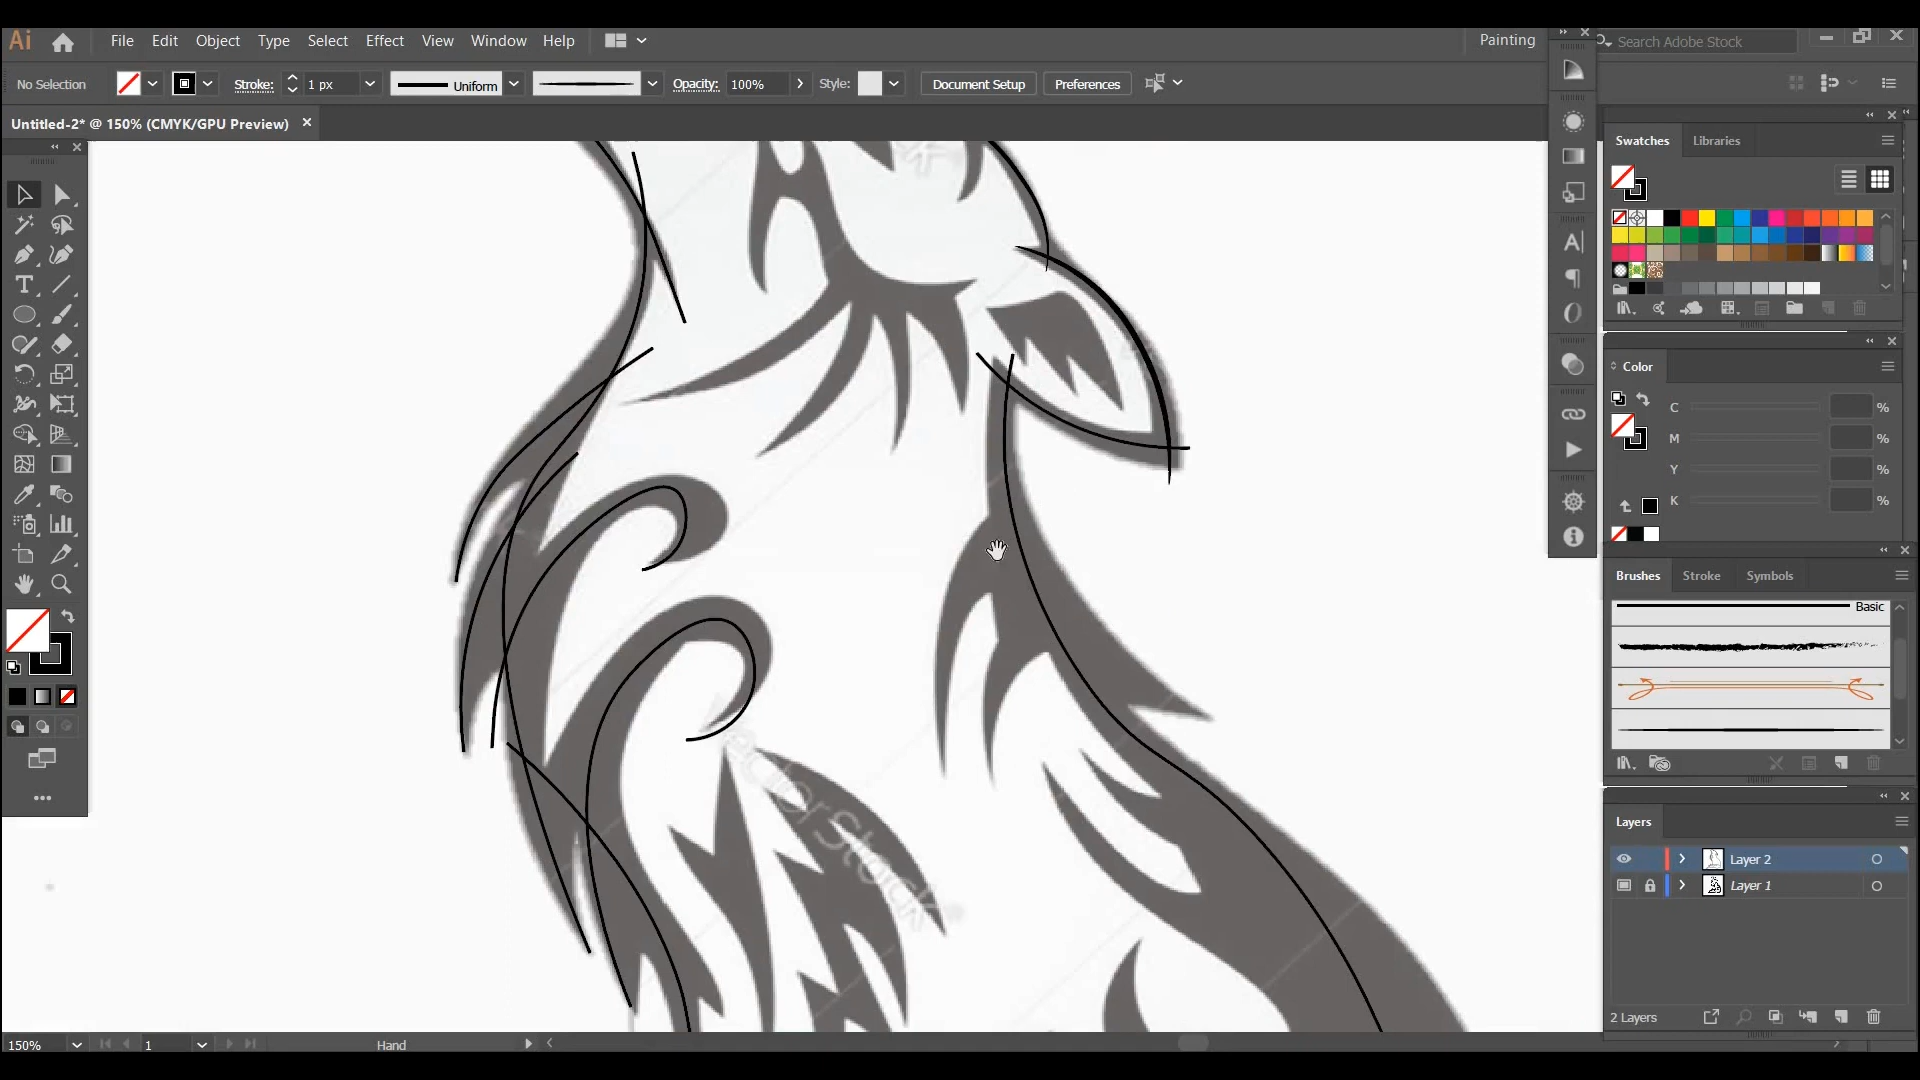 Ai File Edit Object Type Select Effect View Window Help Painting Search Adobe Stock
No Selection Stroke: 1 px Uniform Opacity: 100% Style: Document Setup Preferences
Untitled-2* @ 150% (CMYK/GPU Preview)
Swatches Libraries
Color
C %
M %
Y %
K %
Brushes Stroke Symbols
Basic
Layers
Layer 2
Layer 1
2 Layers
VectorStock
150% 1 Hand